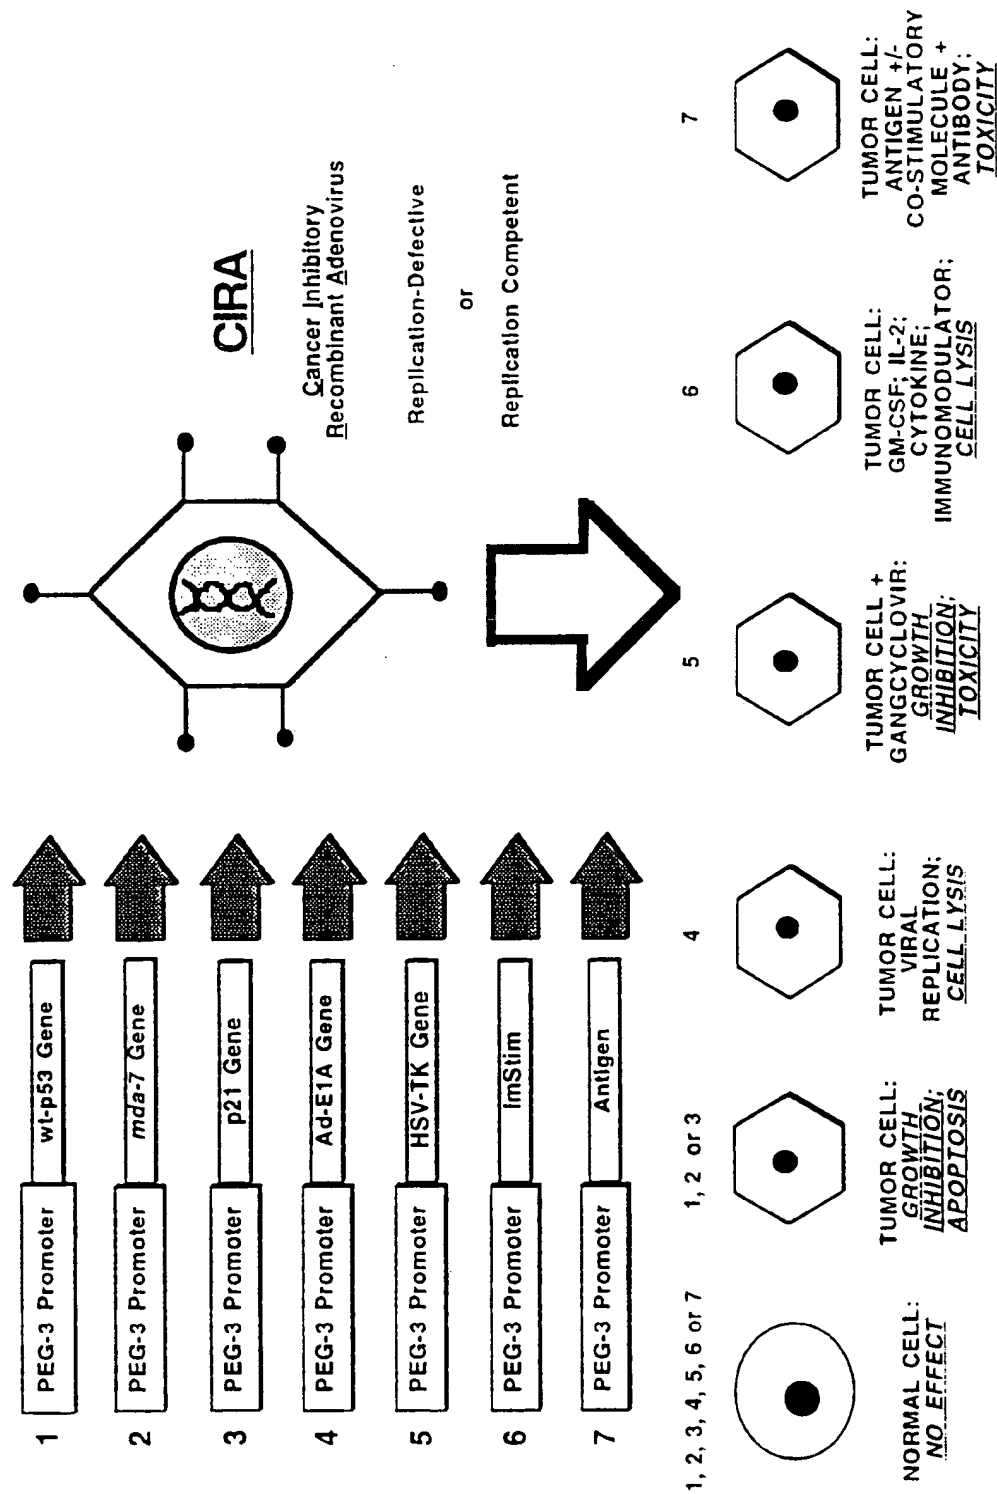 1 PEG-3 Promoter wt-p53 Gene
2 PEG-3 Promoter mda-7 Gene
3 PEG-3 Promoter p21 Gene
4 PEG-3 Promoter Ad-E1A Gene
5 PEG-3 Promoter HSV-TK Gene
6 PEG-3 Promoter ImStim
7 PEG-3 Promoter Antigen
CIRA
Cancer Inhibitory
Recombinant Adenovirus
Replication-Defective
or
Replication Competent
1, 2, 3, 4, 5, 6 or 7
NORMAL CELL:
NO EFFECT
1, 2 or 3
TUMOR CELL:
GROWTH
INHIBITION;
APOPTOSIS
4
TUMOR CELL:
VIRAL
REPLICATION;
CELL LYSIS
5
TUMOR CELL +
GANGCYCLOVIR:
GROWTH
INHIBITION;
TOXICITY
6
TUMOR CELL:
GM-CSF; IL-2;
CYTOKINE;
IMMUNOMODULATOR;
CELL LYSIS
7
TUMOR CELL:
ANTIGEN +/-
CO-STIMULATORY
MOLECULE +
ANTIBODY;
TOXICITY